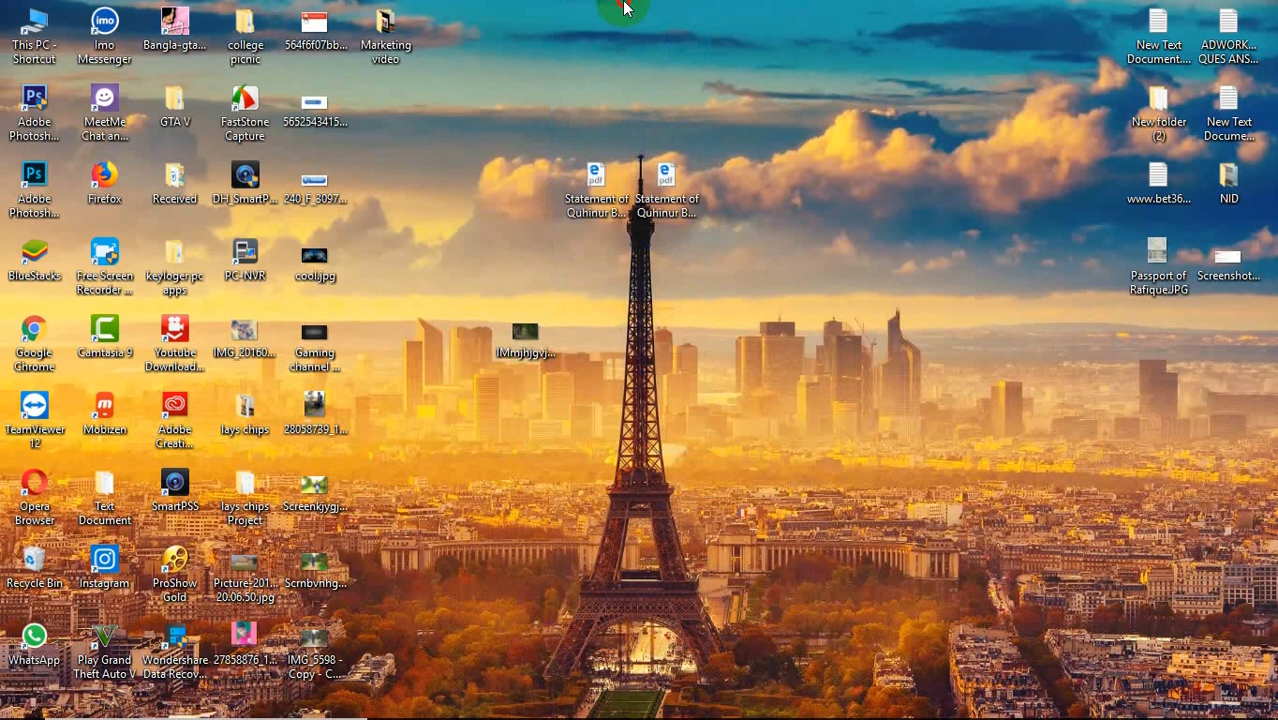 This PC -
Shortcut
Imo
Messenger
Bangla-gta...
college
picnic
564f6f07bb...
Marketing
video
New Text
Document....
ADWORK...
QUES ANS...
Adobe
Photosh...
MeetMe
Chat an...
GTA V
FastStone
Capture
5652543415...
New folder
(2)
New Text
Docume...
Adobe
Photosh...
Firefox
Received
DH_SmartP...
240_F_3097...
pdf
Statement of
Quhinur B...
pdf
Statement of
Quhinur B...
www.bet36...
NID
BlueStacks
Free Screen
Recorder ...
keyloger pc
apps
PC-NVR
cool.jpg
Passport of
Rafique.JPG
Screenshot...
Google
Chrome
Camtasia 9
Youtube
Download...
IMG_20160...
Gaming
channel ...
IMmjhjgvj...
TeamViewer
12
Mobizen
Adobe
Creati...
lays chips
28058739_1...
Opera
Browser
Text
Document
SmartPSS
lays chips
Project
Screenkjygj...
Recycle Bin
Instagram
ProShow
Gold
Picture-201...
20.06.50.jpg
Scrnbvnhg...
WhatsApp
Play Grand
Theft Auto V
Wondershare
Data Recov...
27858876_1...
IMG_5598 -
Copy - C...